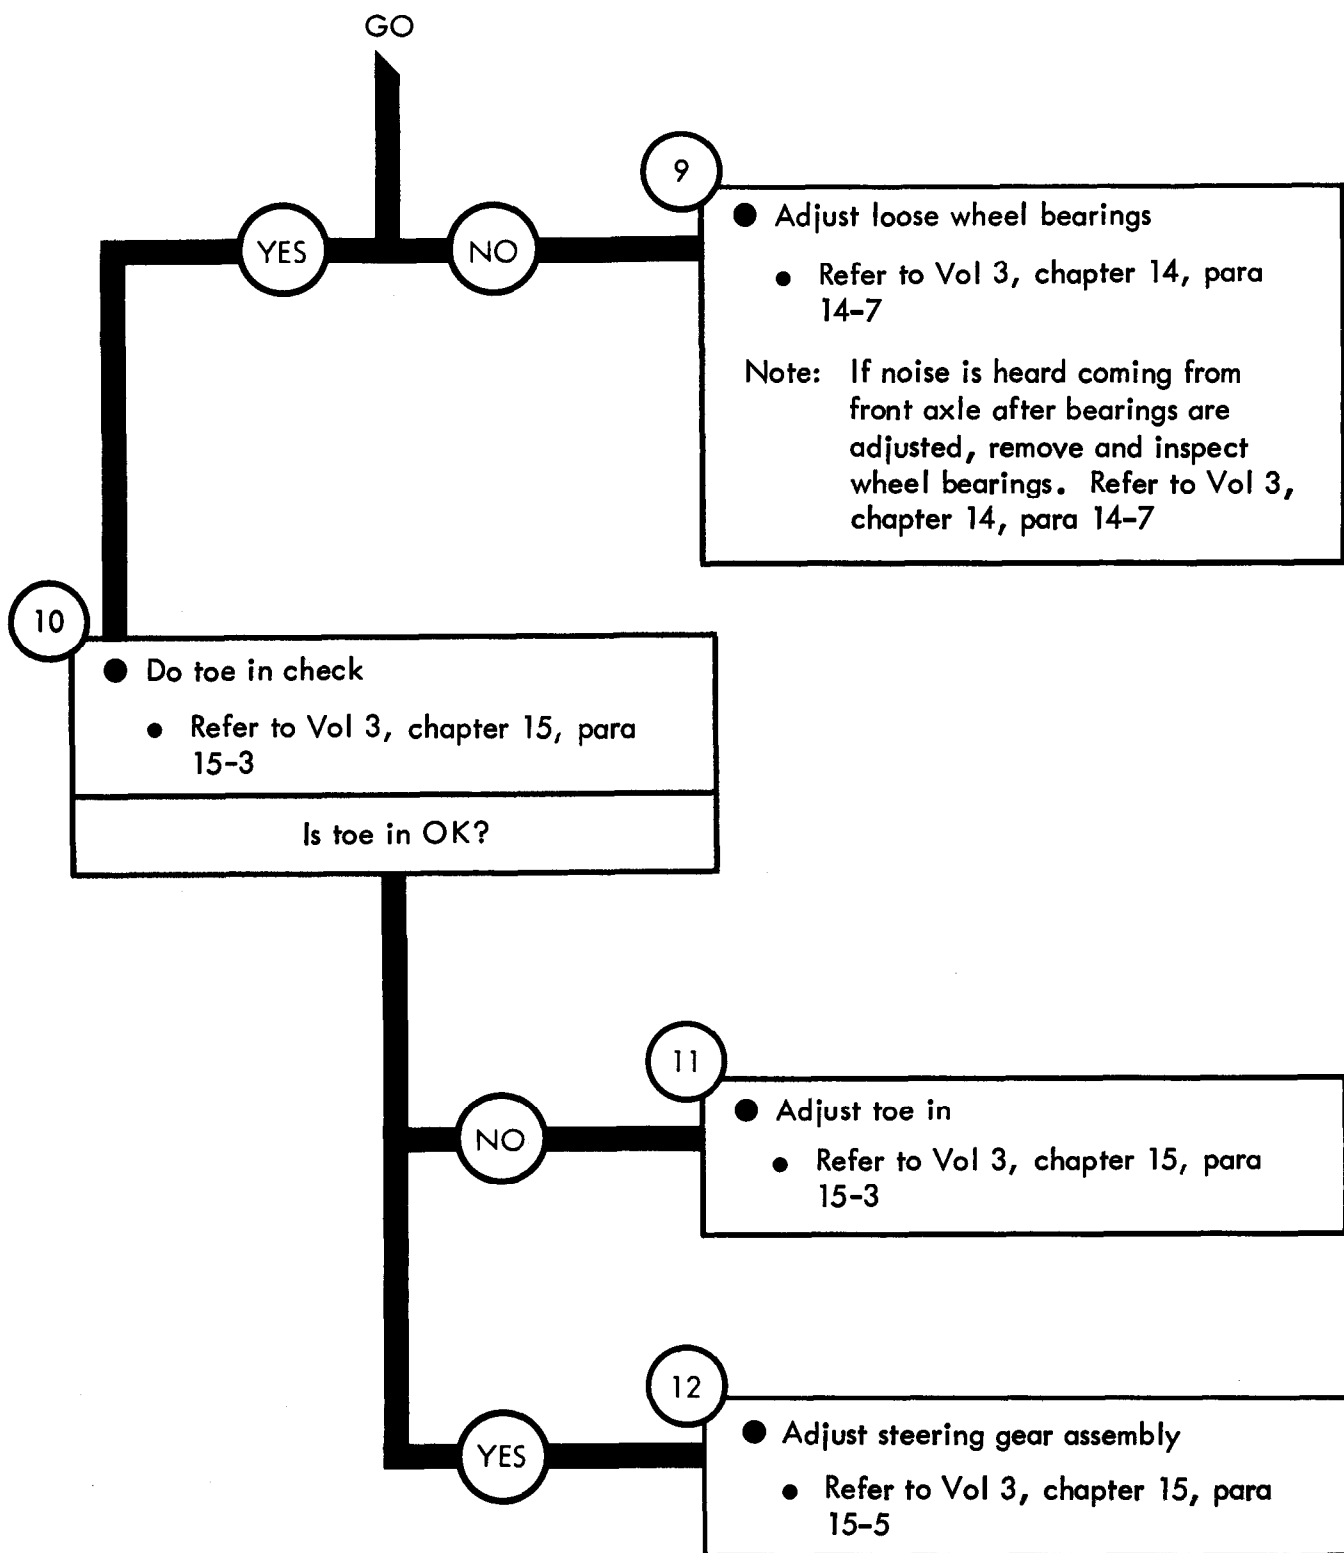 GO
YES
NO
9
● Adjust loose wheel bearings
● Refer to Vol 3, chapter 14, para
14-7
Note: If noise is heard coming from
front axle after bearings are
adjusted, remove and inspect
wheel bearings. Refer to Vol 3,
chapter 14, para 14-7
10
● Do toe in check
● Refer to Vol 3, chapter 15, para
15-3
Is toe in OK?
NO
11
● Adjust toe in
● Refer to Vol 3, chapter 15, para
15-3
YES
12
● Adjust steering gear assembly
● Refer to Vol 3, chapter 15, para
15-5